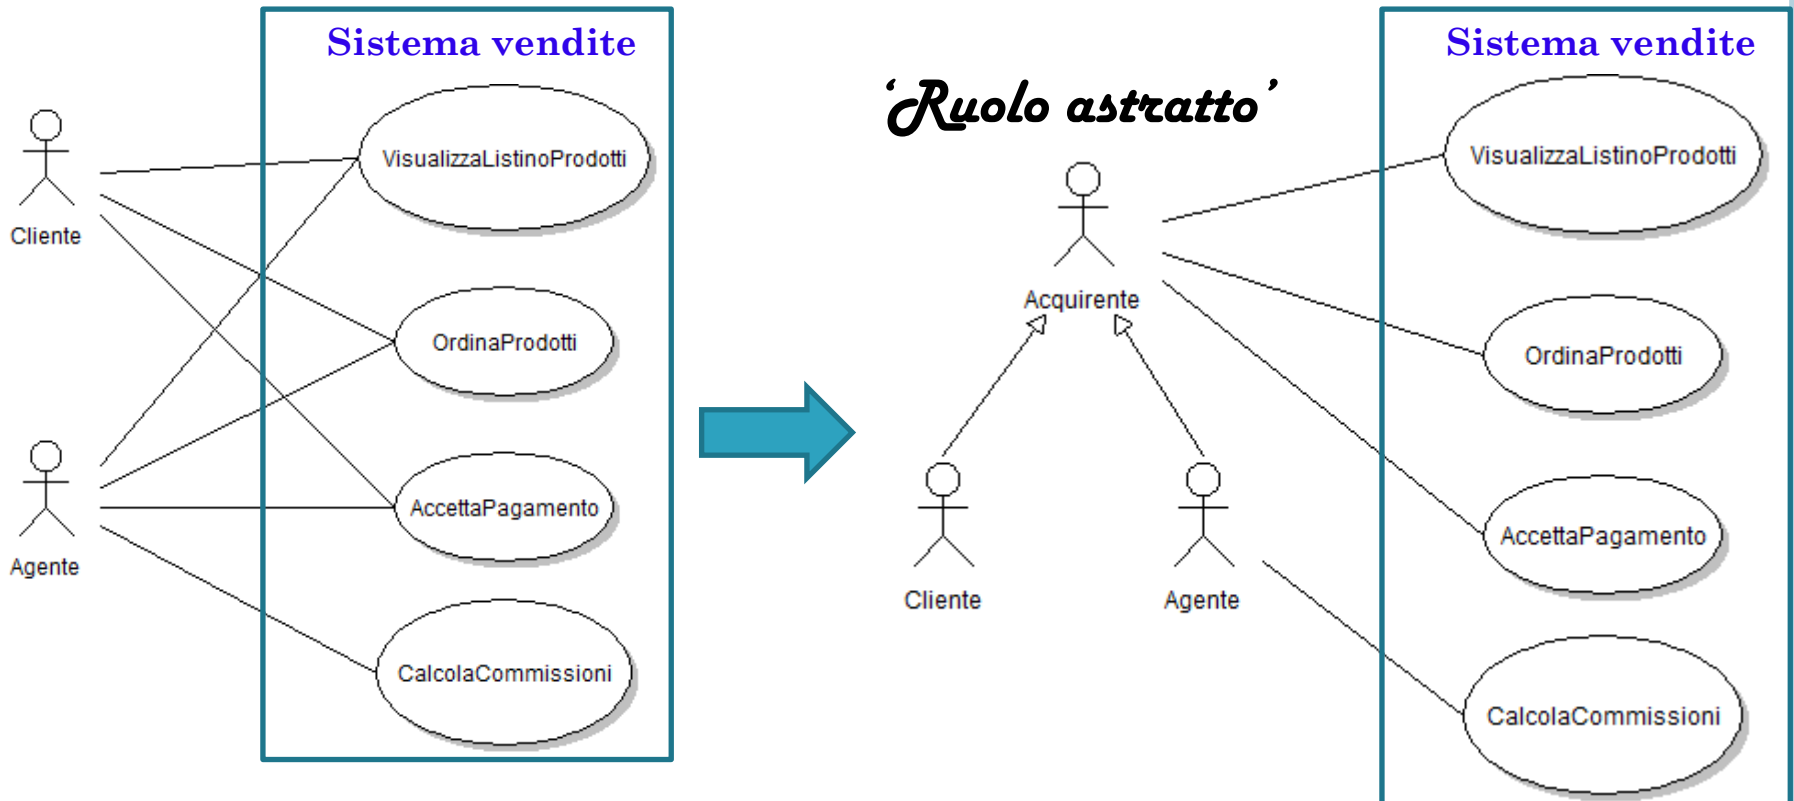 Sistema vendite
VisualizzaListinoProdotti
Cliente
OrdinaProdotti
AccettaPagamento
Agente
CalcolaCommissioni
‘Ruolo astratto’
Sistema vendite
VisualizzaListinoProdotti
Acquirente
OrdinaProdotti
AccettaPagamento
Cliente
Agente
CalcolaCommissioni